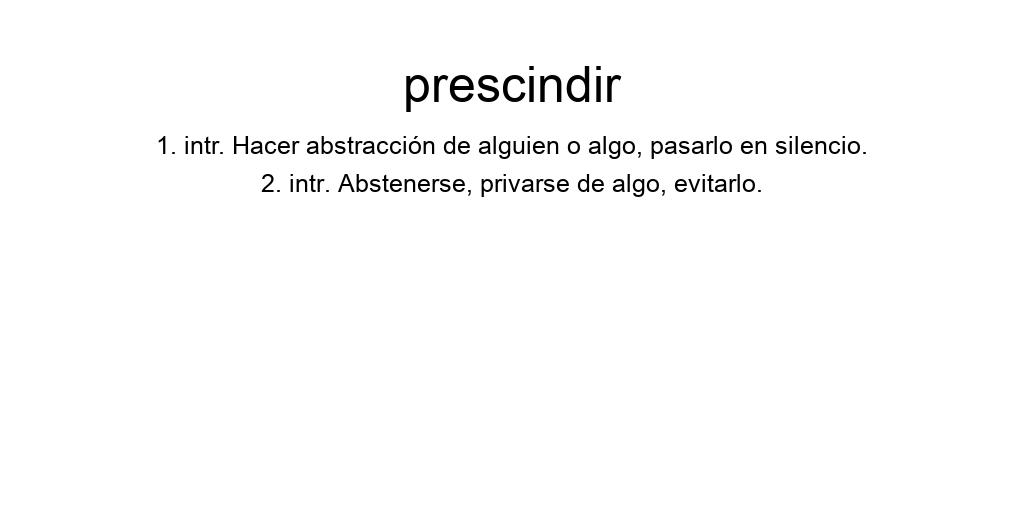 prescindir
1. intr. Hacer abstracción de alguien o algo, pasarlo en silencio.
2. intr. Abstenerse, privarse de algo, evitarlo.